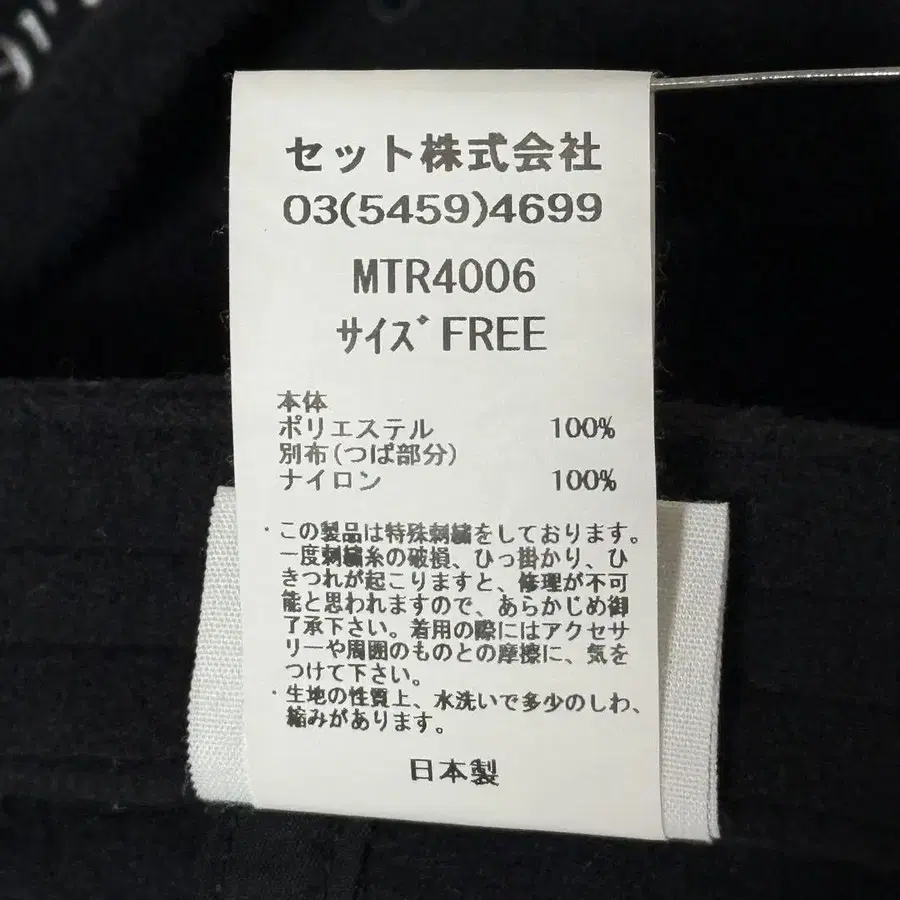 セット株式会社
03(5459)4699
MTR4006
サイズ FREE
本体
ポリエステル 100%
別布(つば部分)
ナイロン 100%
・この製品は特殊刺繍をしております。
一度刺繍糸の破損、ひっ掛かり、ひ
きつれが起こりますと、修理が不可
能と思われますので、あらかじめ御
了承下さい。着用の際にはアクセサ
リーや周囲のものとの摩擦に、気を
つけて下さい。
・生地の性質上、水洗いで多少のしわ、
縮みがあります。
日本製